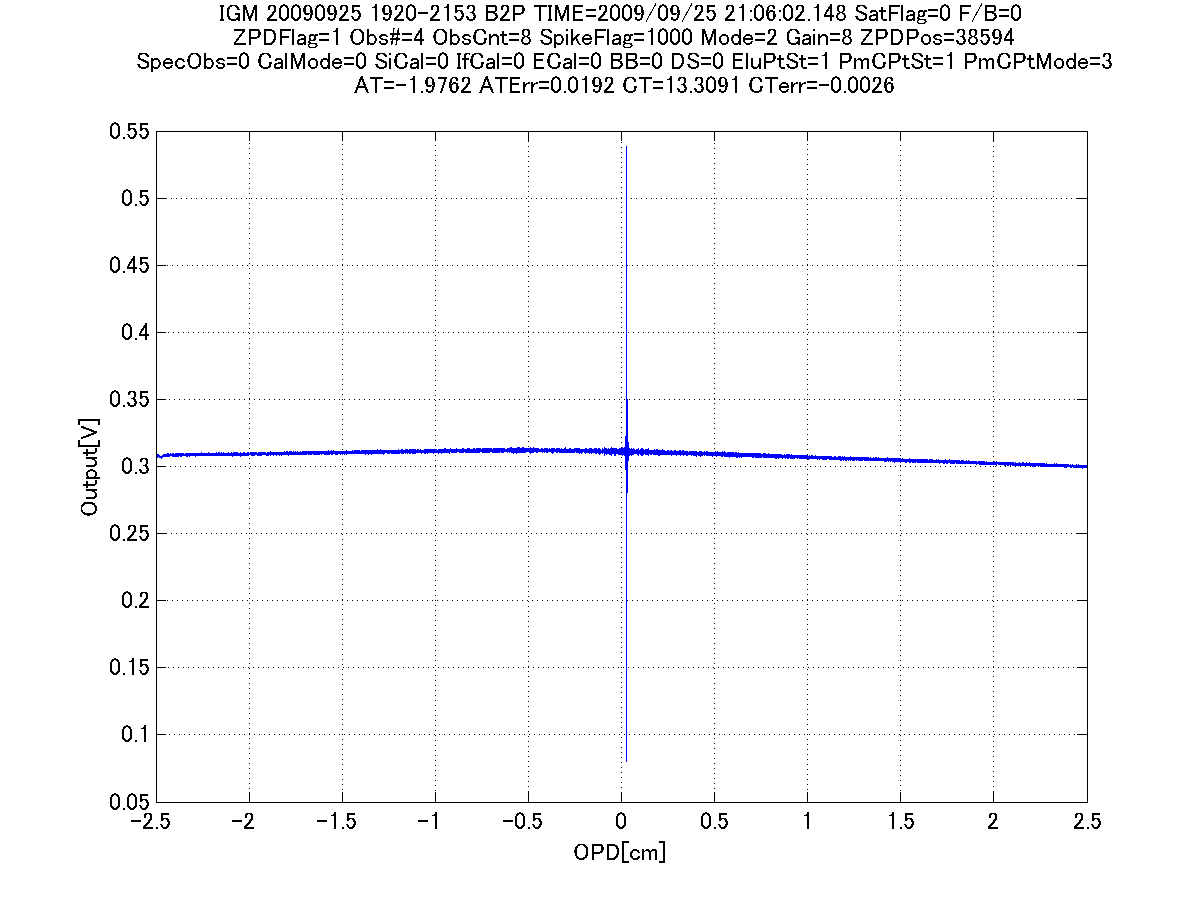 IGM 20090925 1920-2153 B2P TIME=2009/09/25 21:06:02.148 SatFlag=0 F/B=0
ZPDFlag=1 Obs#=4 ObsCnt=8 SpikeFlag=1000 Mode=2 Gain=8 ZPDPos=38594
SpecObs=0 CalMode=0 SiCal=0 IfCal=0 ECal=0 BB=0 DS=0 EluPtSt=1 PmCPtSt=1 PmCPtMode=3
AT=-1.9762 ATErr=0.0192 CT=13.3091 CTerr=-0.0026
0.55
0.5
0.45
0.4
0.35
0.3
0.25
0.2
0.15
0.1
0.05
Output[V]
-2.5 -2 -1.5 -1 -0.5 0 0.5 1 1.5 2 2.5
OPD[cm]